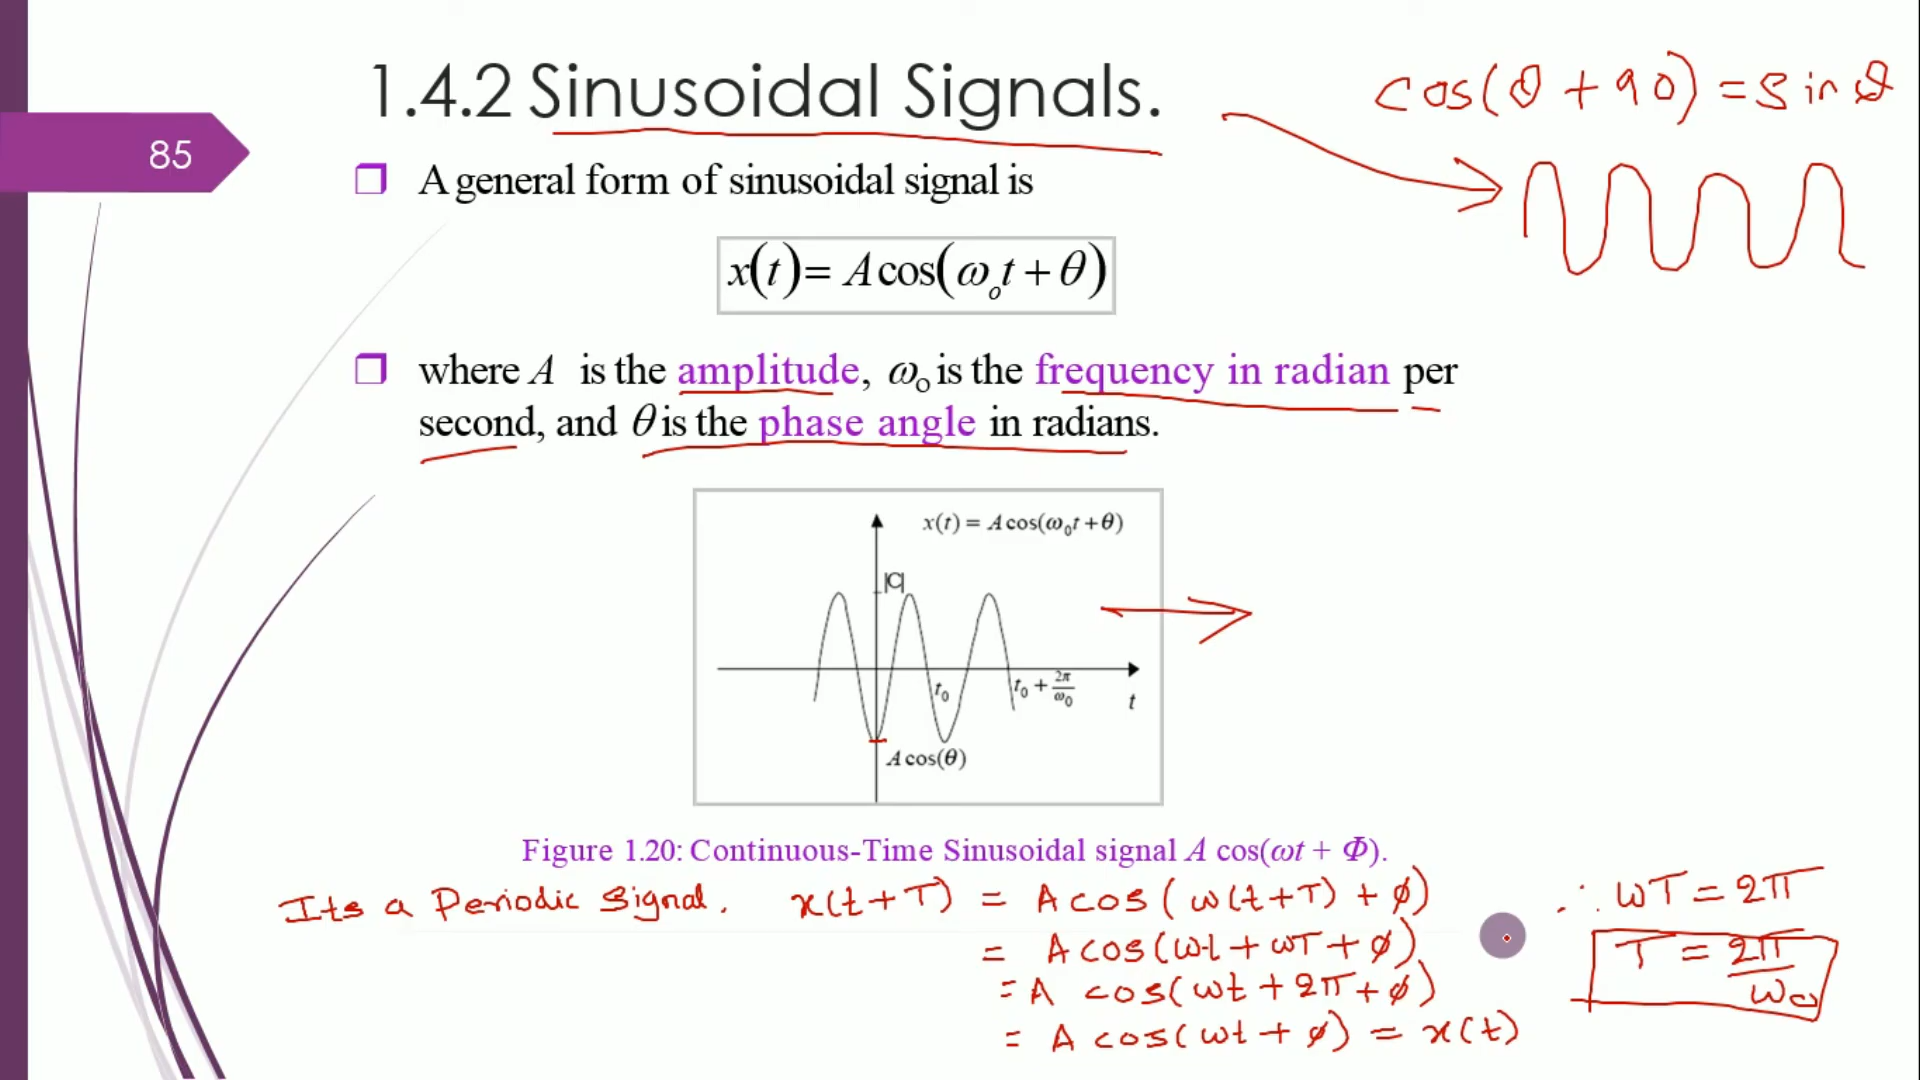 1.4.2 Sinusoidal Signals.
cos(θ + 90) = sin θ
85
❒ A general form of sinusoidal signal is
x(t) = A cos(ω₀t + θ)
❒ where A is the amplitude, ω₀ is the frequency in radian per
second, and θ is the phase angle in radians.
x(t) = A cos(ω₀t + θ)
|C|
t₀
t₀ + 2π/ω₀
t
A cos(θ)
Figure 1.20: Continuous-Time Sinusoidal signal A cos(ωt + Φ).
Its a Periodic Signal. x(t+T) = A cos(ω(t+T) + φ)
= A cos(ωt + ωT + φ)
= A cos(ωt + 2π + φ)
= A cos(ωt + φ) = x(t)
∴ ωT = 2π
T = 2π/ω₀